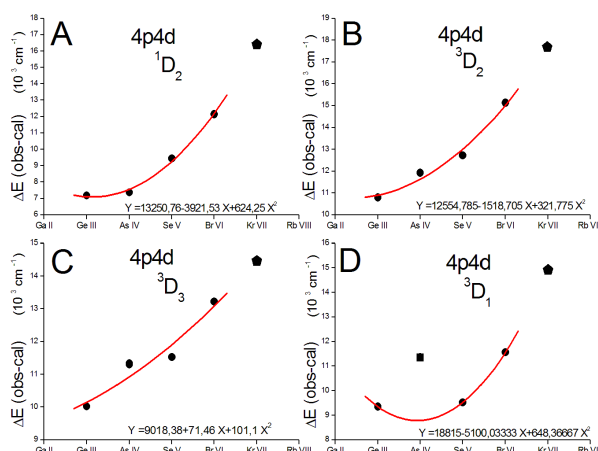 A
4p4d
1D2
ΔE (obs-cal) (10^3 cm^-1)
18
17
16
15
14
13
12
11
10
9
8
7
6
Y =13250,76-3921,53 X+624,25 X^2
Ga II Ge III As IV Se V Br VI Kr VII Rb VIII
B
4p4d
3D2
ΔE (obs-cal) (10^3 cm^-1)
19
18
17
16
15
14
13
12
11
10
Y =12554,785-1518,705 X+321,775 X^2
Ga II Ge III As IV Se V Br VI Kr VII Rb VIII
C
4p4d
3D3
ΔE (obs-cal) (10^3 cm^-1)
15
14
13
12
11
10
9
Y =9018,38+71,46 X+101,1 X^2
Ga II Ge III As IV Se V Br VI Kr VII Rb VIII
D
4p4d
3D1
ΔE (obs-cal) (10^3 cm^-1)
16
15
13
12
11
9
8
Y =18815-5100,03333 X+648,36667 X^2
Ga II Ge III As IV Se V Br VI Kr VII Rb VIII